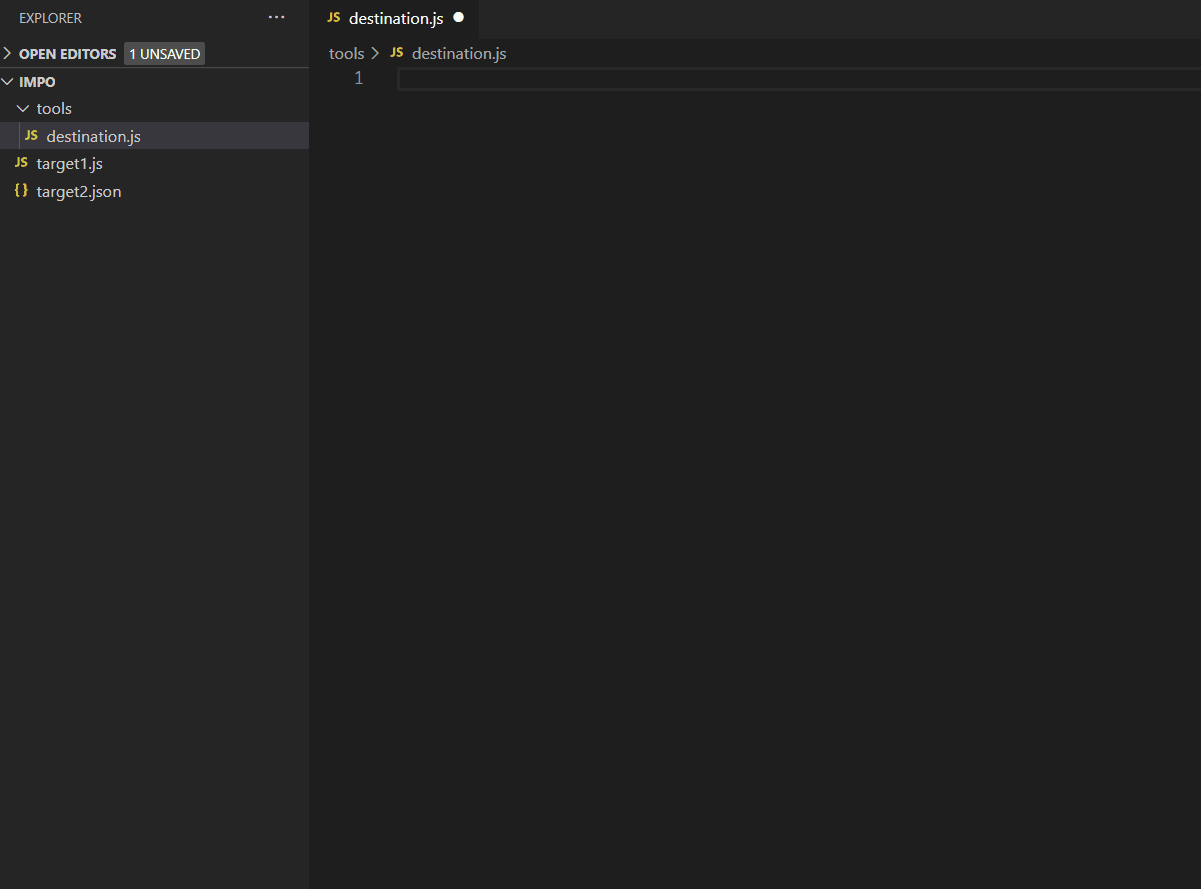 EXPLORER ...
OPEN EDITORS 1 UNSAVED
IMPO
tools
JS destination.js
JS target1.js
{} target2.json
JS destination.js
tools > JS destination.js
1